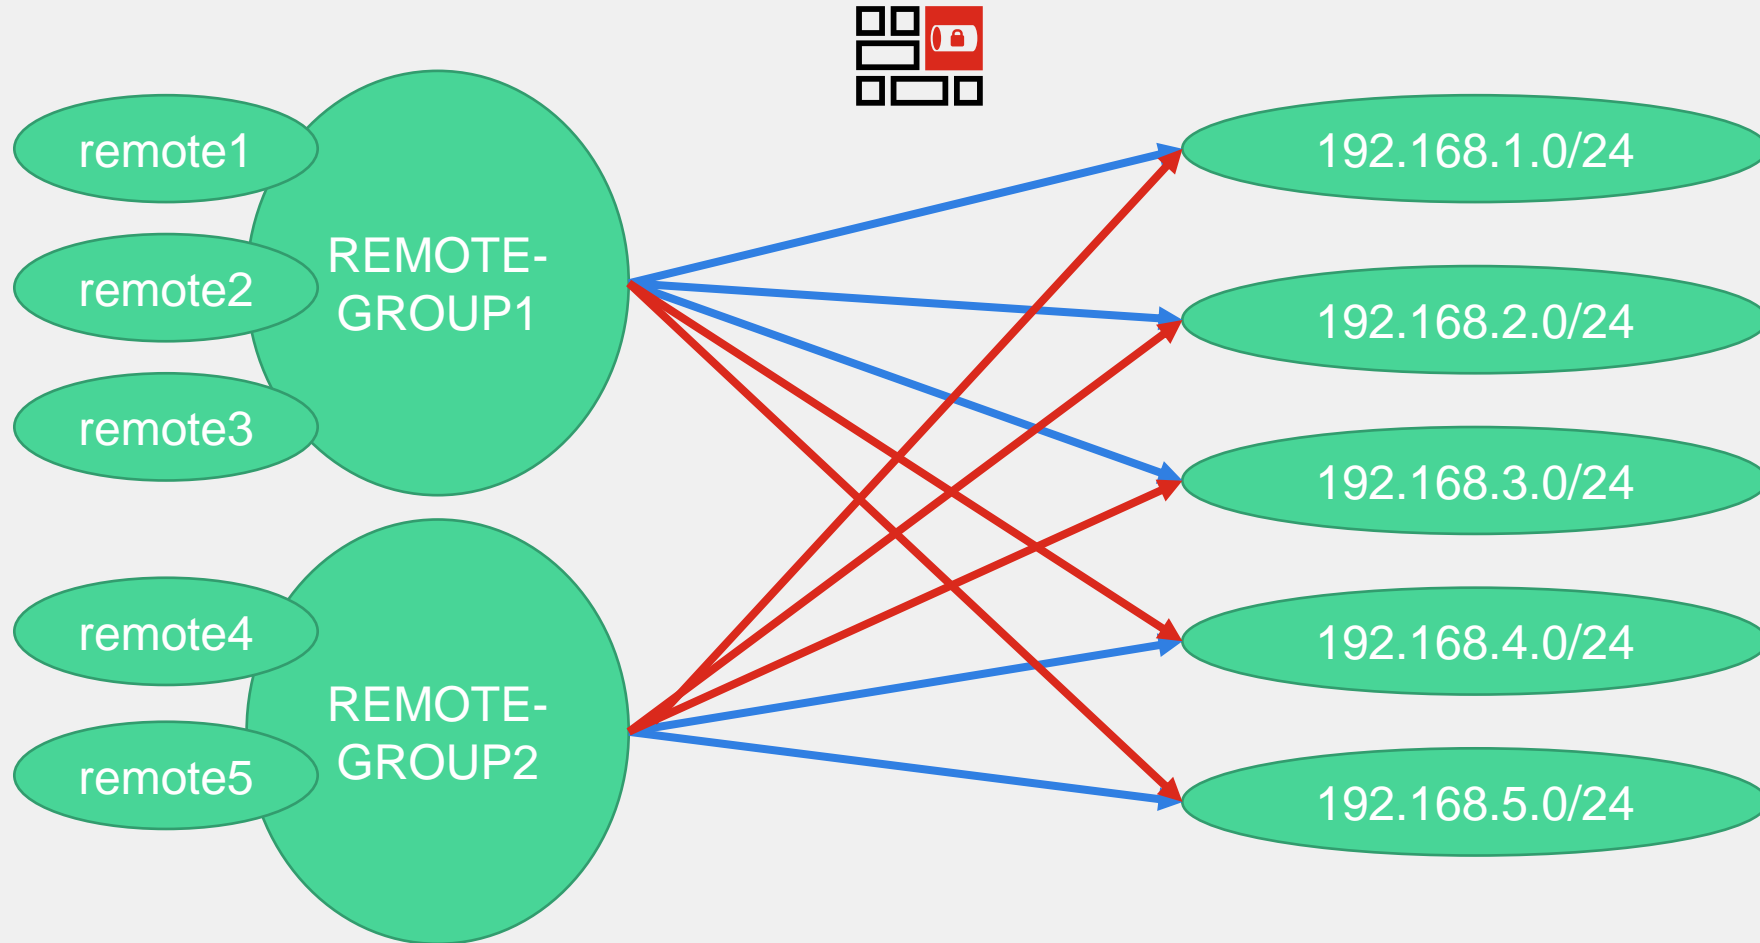 remote1
remote2
remote3
REMOTE-
GROUP1
remote4
remote5
REMOTE-
GROUP2
192.168.1.0/24
192.168.2.0/24
192.168.3.0/24
192.168.4.0/24
192.168.5.0/24